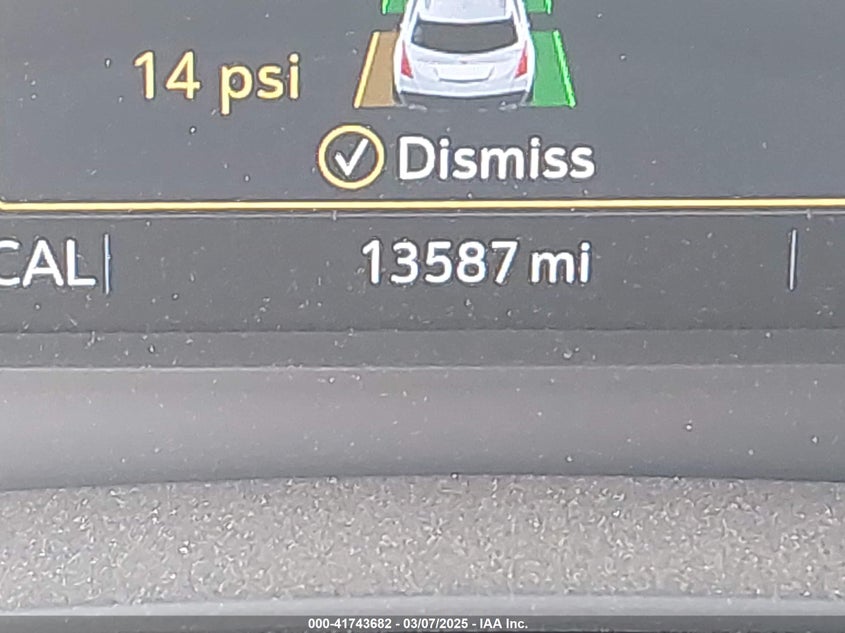 14 psi
Dismiss
CAL
13587 mi
000-41743682 - 03/07/2025 - IAA Inc.